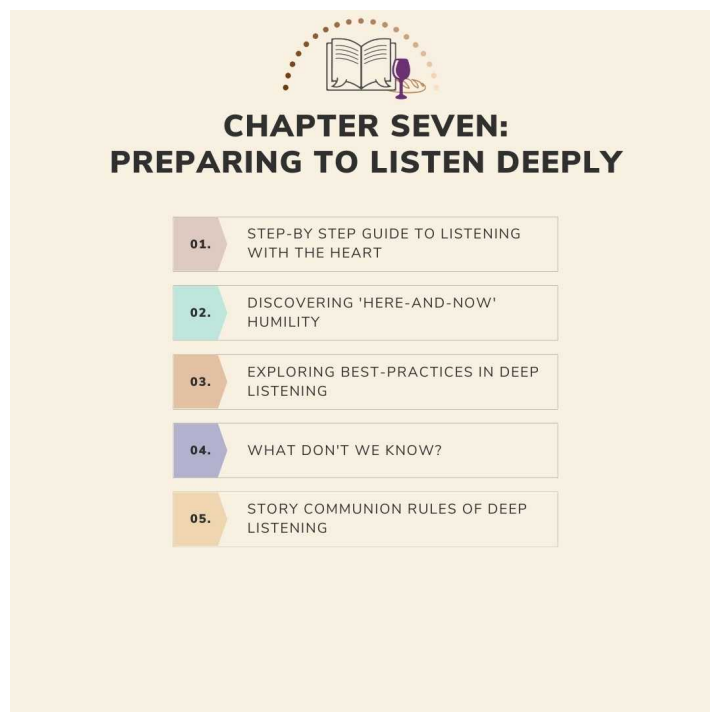 CHAPTER SEVEN:
PREPARING TO LISTEN DEEPLY
01.
STEP-BY STEP GUIDE TO LISTENING
WITH THE HEART
02.
DISCOVERING 'HERE-AND-NOW'
HUMILITY
03.
EXPLORING BEST-PRACTICES IN DEEP
LISTENING
04.
WHAT DON'T WE KNOW?
05.
STORY COMMUNION RULES OF DEEP
LISTENING